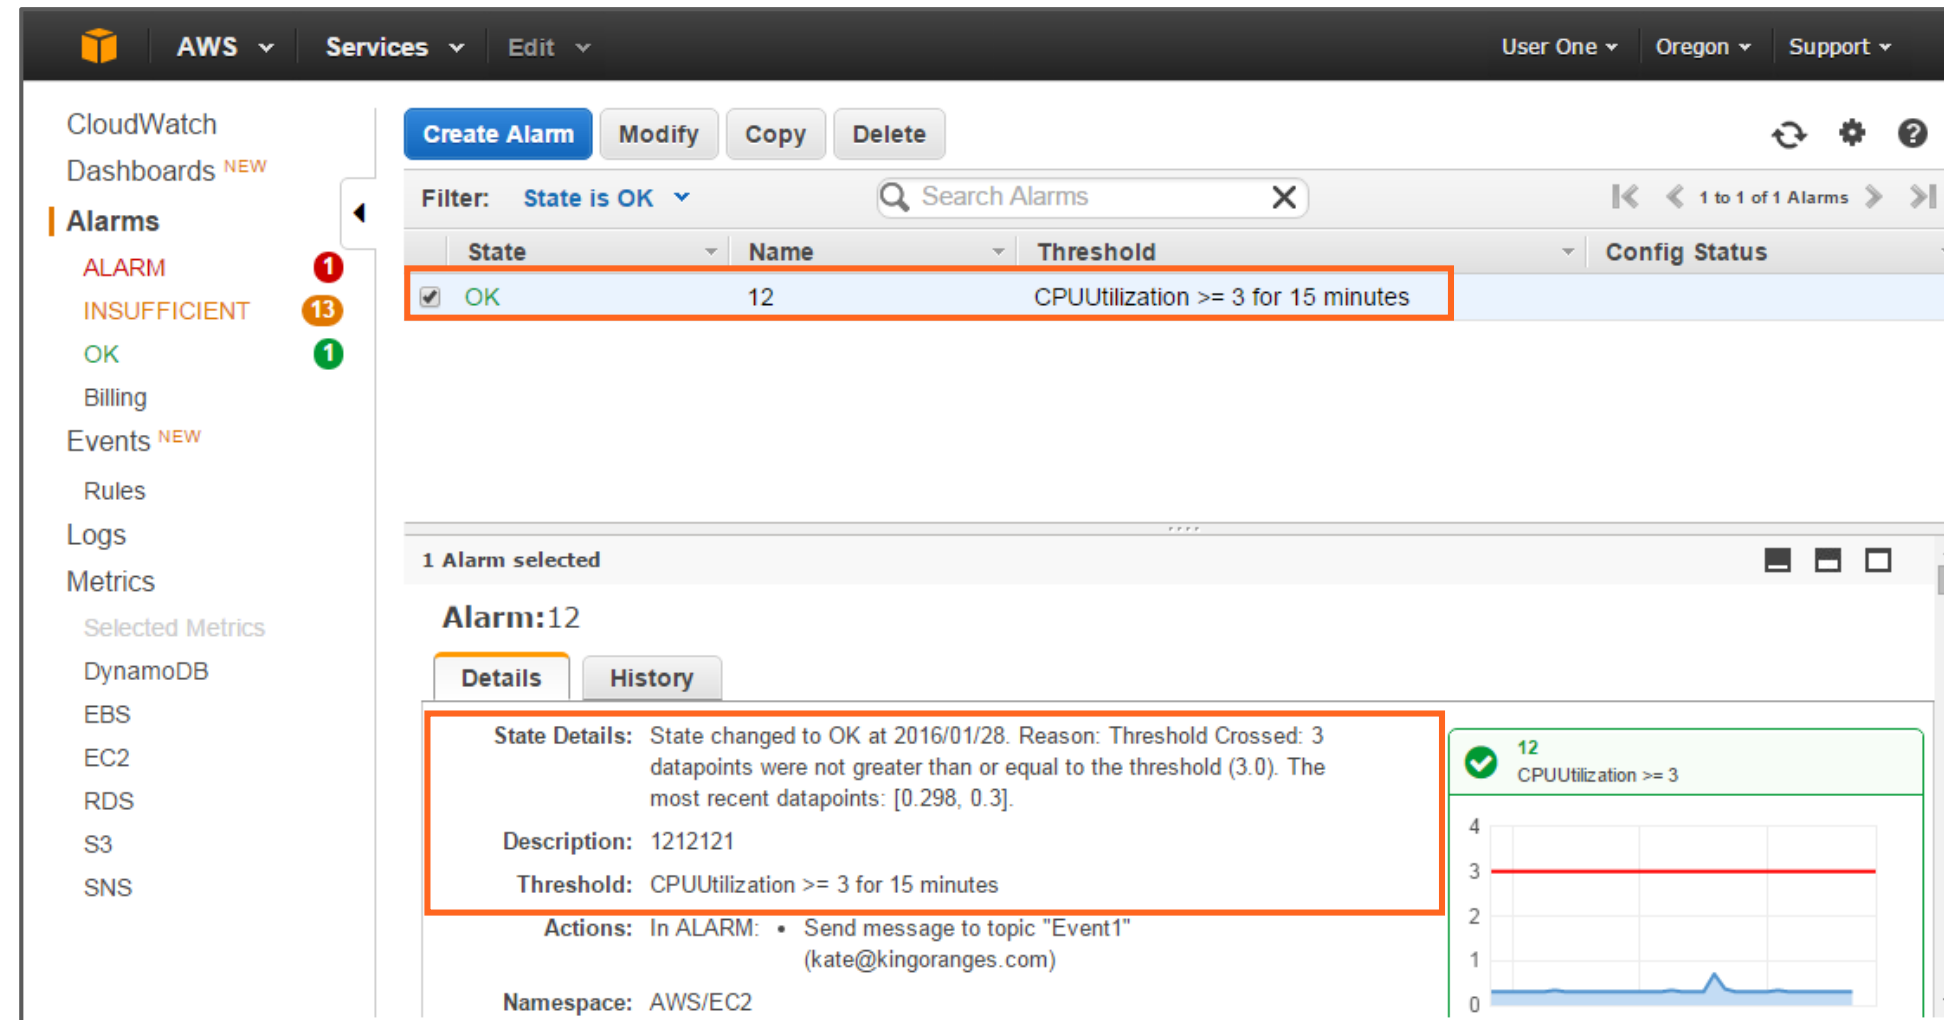 AWS Services Edit User One Oregon Support
CloudWatch
Dashboards NEW
Alarms
ALARM 1
INSUFFICIENT 13
OK 1
Billing
Events NEW
Rules
Logs
Metrics
Selected Metrics
DynamoDB
EBS
EC2
RDS
S3
SNS
Create Alarm Modify Copy Delete
Filter: State is OK Search Alarms 1 to 1 of 1 Alarms
State Name Threshold Config Status
OK 12 CPUUtilization >= 3 for 15 minutes
1 Alarm selected
Alarm:12
Details History
State Details: State changed to OK at 2016/01/28. Reason: Threshold Crossed: 3
datapoints were not greater than or equal to the threshold (3.0). The
most recent datapoints: [0.298, 0.3].
Description: 1212121
Threshold: CPUUtilization >= 3 for 15 minutes
Actions: In ALARM: • Send message to topic "Event1"
(kate@kingoranges.com)
Namespace: AWS/EC2
12
CPUUtilization >= 3
4
3
2
1
0